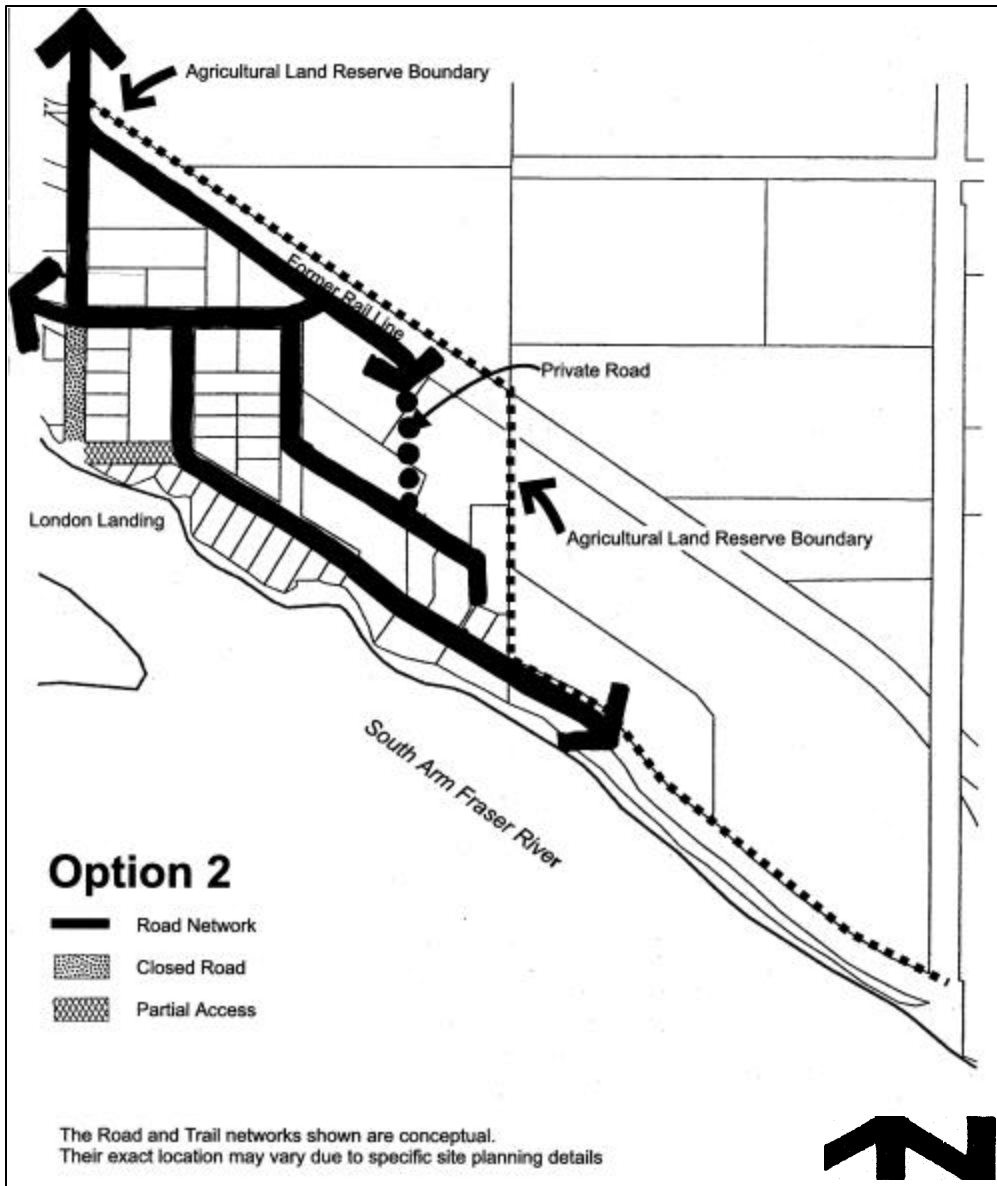 Agricultural Land Reserve Boundary
Former Rail Line
Private Road
Agricultural Land Reserve Boundary
London Landing
South Arm Fraser River
Option 2
Road Network
Closed Road
Partial Access
The Road and Trail networks shown are conceptual.
Their exact location may vary due to specific site planning details